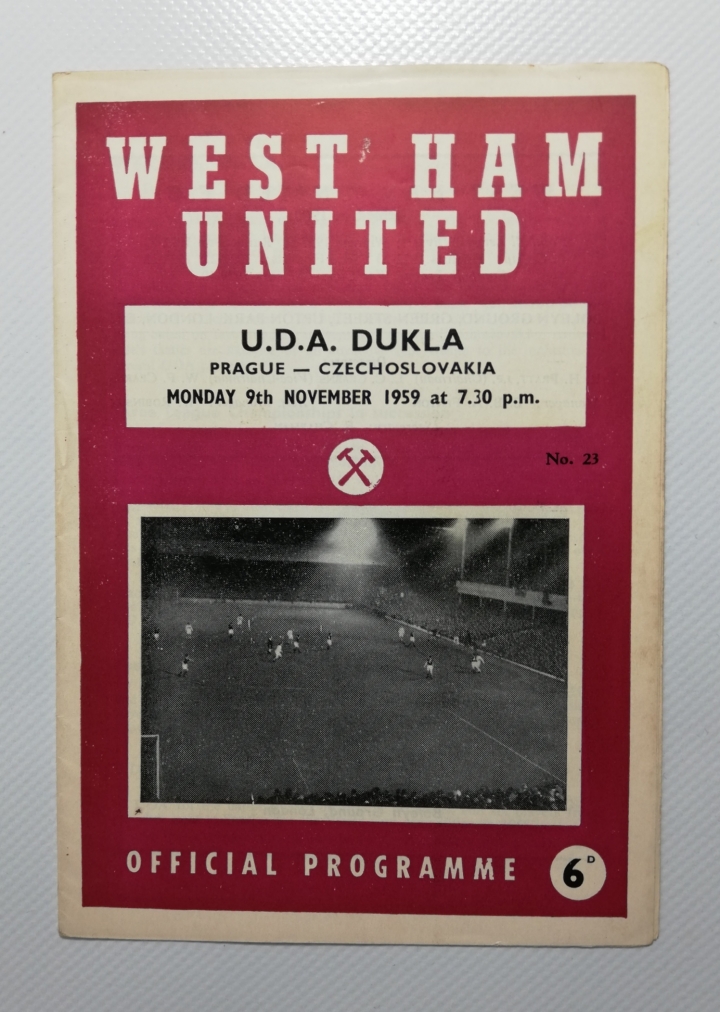 WEST HAM
UNITED
U.D.A. DUKLA
PRAGUE — CZECHOSLOVAKIA
MONDAY 9th NOVEMBER 1959 at 7.30 p.m.
No. 23
OFFICIAL PROGRAMME 6D